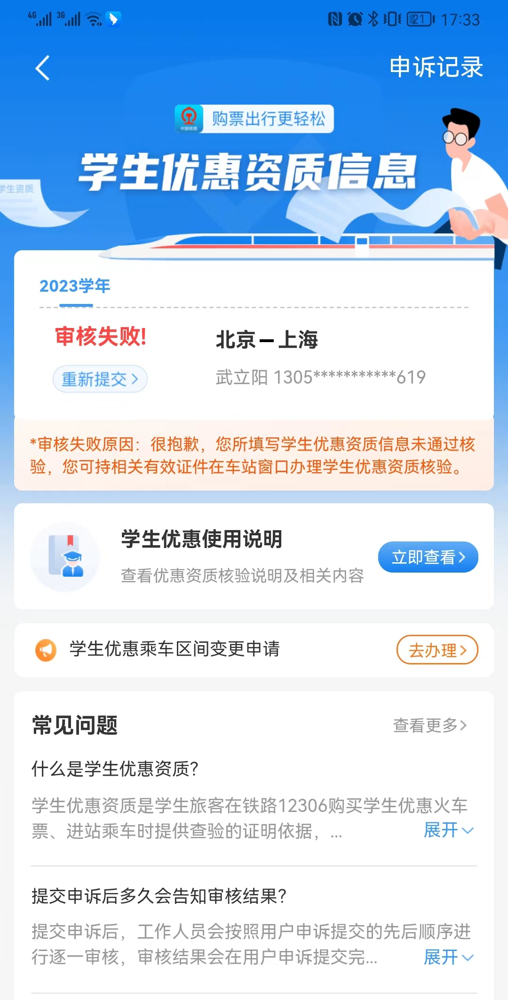 4G 3G 21 17:33
申诉记录
中国铁路 购票出行更轻松
学生优惠资质信息
学生资质
2023学年
审核失败!
北京—上海
重新提交>
武立阳 1305***********619
*审核失败原因：很抱歉，您所填写学生优惠资质信息未通过核
验，您可持相关有效证件在车站窗口办理学生优惠资质核验。
学生优惠使用说明
查看优惠资质核验说明及相关内容
立即查看>
学生优惠乘车区间变更申请
去办理>
常见问题
查看更多>
什么是学生优惠资质?
学生优惠资质是学生旅客在铁路12306购买学生优惠火车
票、进站乘车时提供查验的证明依据，...
展开
提交申诉后多久会告知审核结果?
提交申诉后，工作人员会按照用户申诉提交的先后顺序进
行逐一审核，审核结果会在用户申诉提交完...
展开